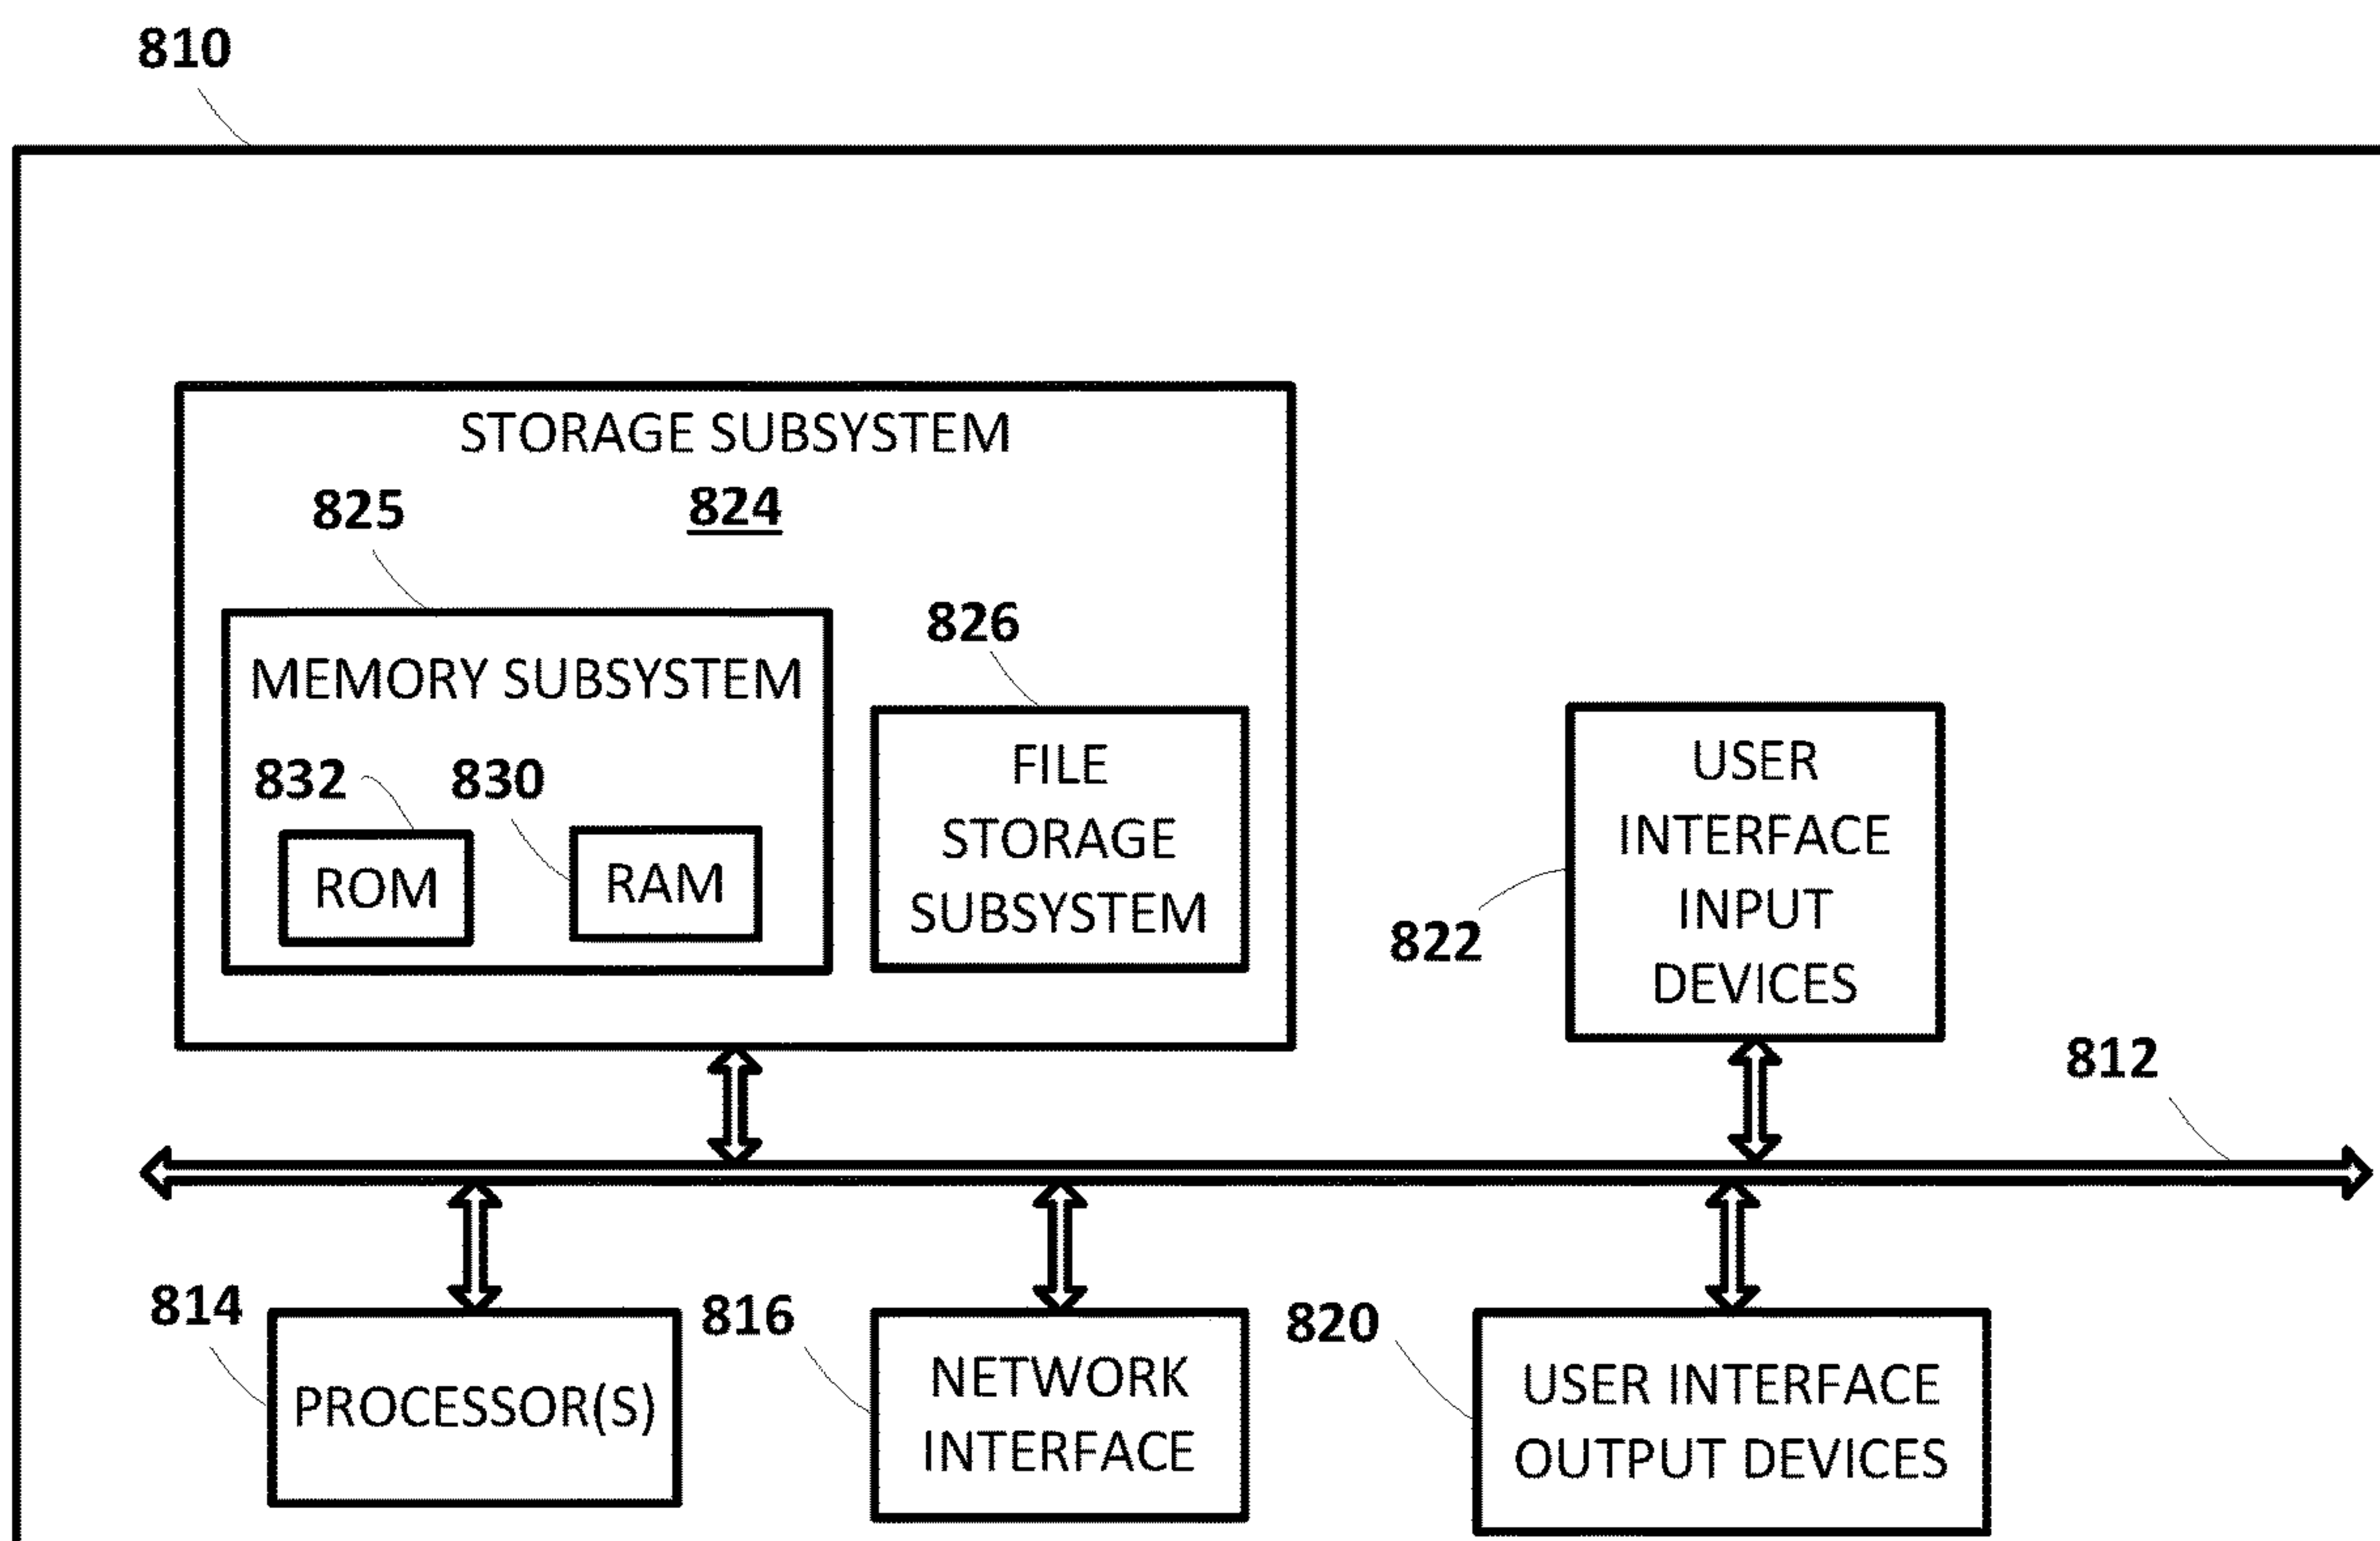 810
STORAGE SUBSYSTEM
824
825
MEMORY SUBSYSTEM
832
830
ROM
RAM
826
FILE
STORAGE
SUBSYSTEM
USER
INTERFACE
INPUT
DEVICES
822
812
814
PROCESSOR(S)
816
NETWORK
INTERFACE
820
USER INTERFACE
OUTPUT DEVICES